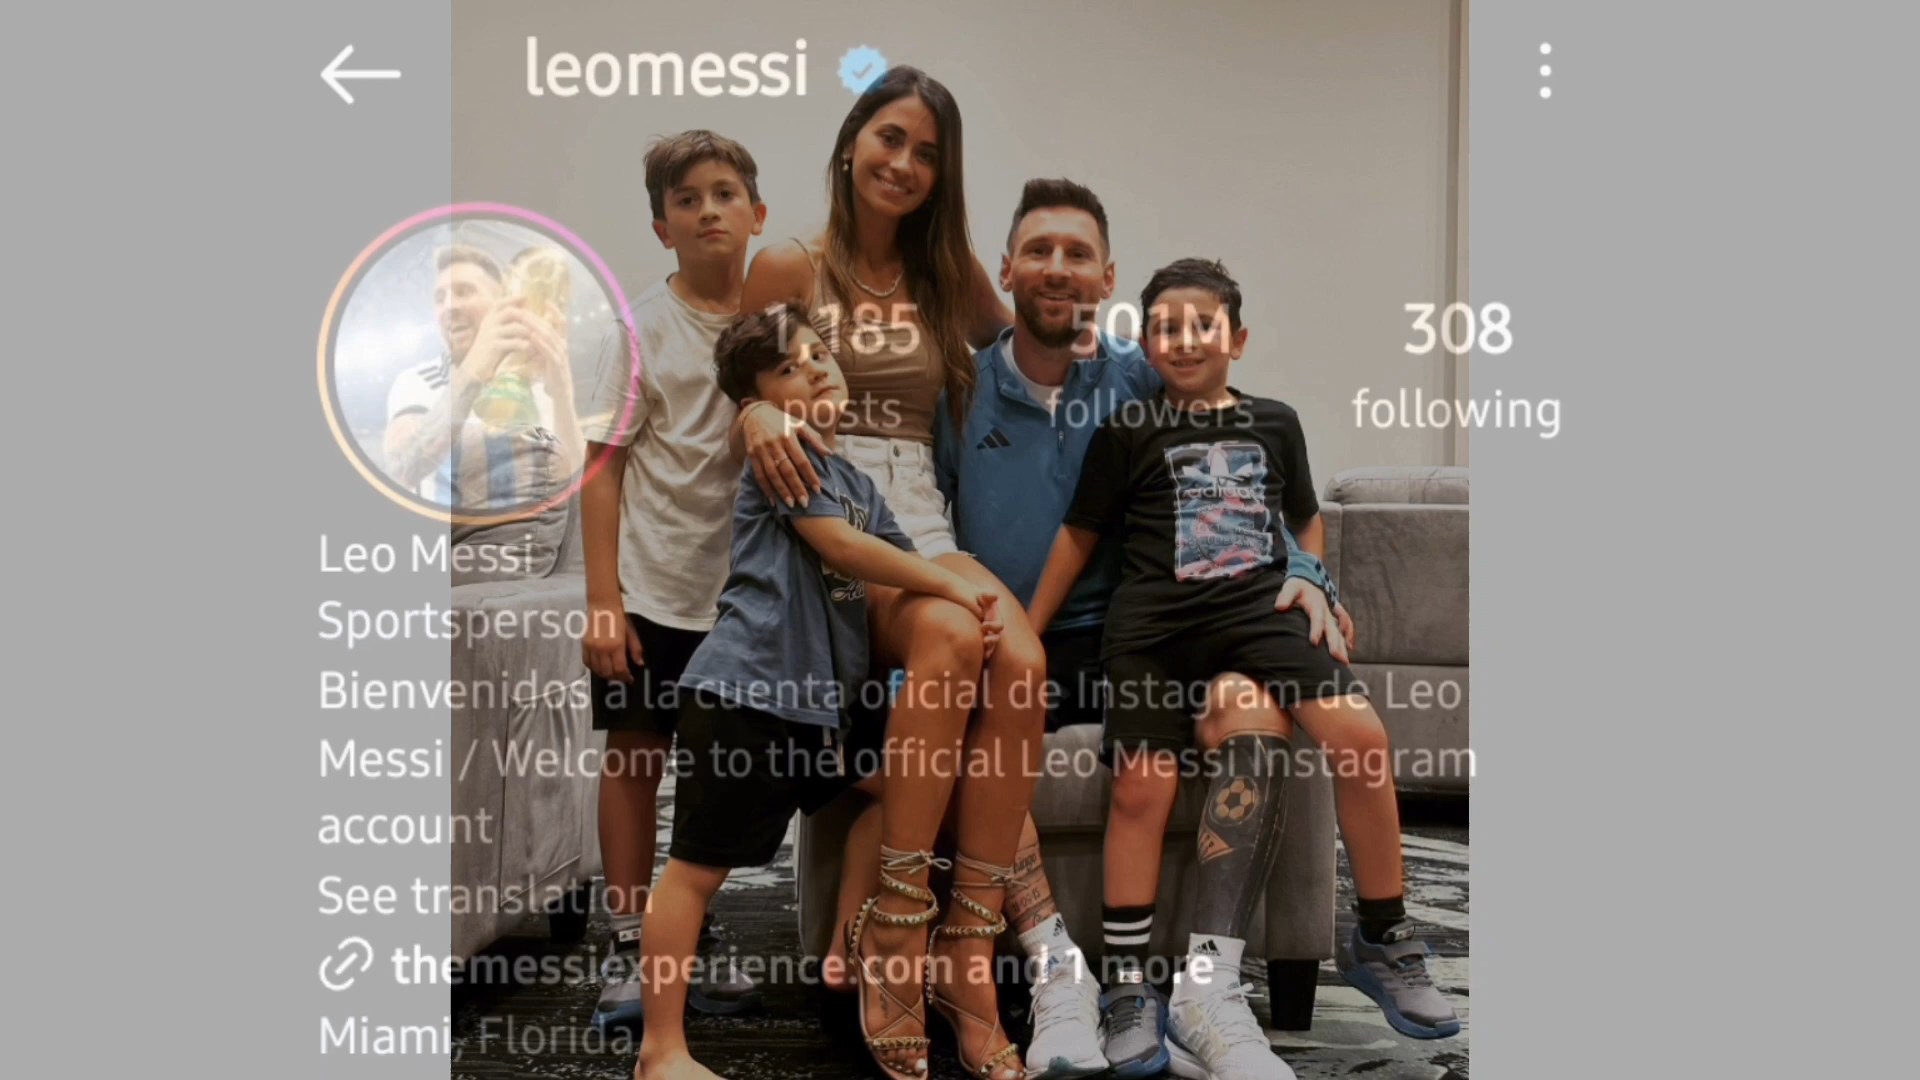 leomessi
1,185 501M 308
posts followers following
Leo Messi
Sportsperson
Bienvenidos a la cuenta oficial de Instagram de Leo
Messi / Welcome to the official Leo Messi Instagram
account
See translation
themessiexperience.com and 1 more
Miami, Florida
adidas